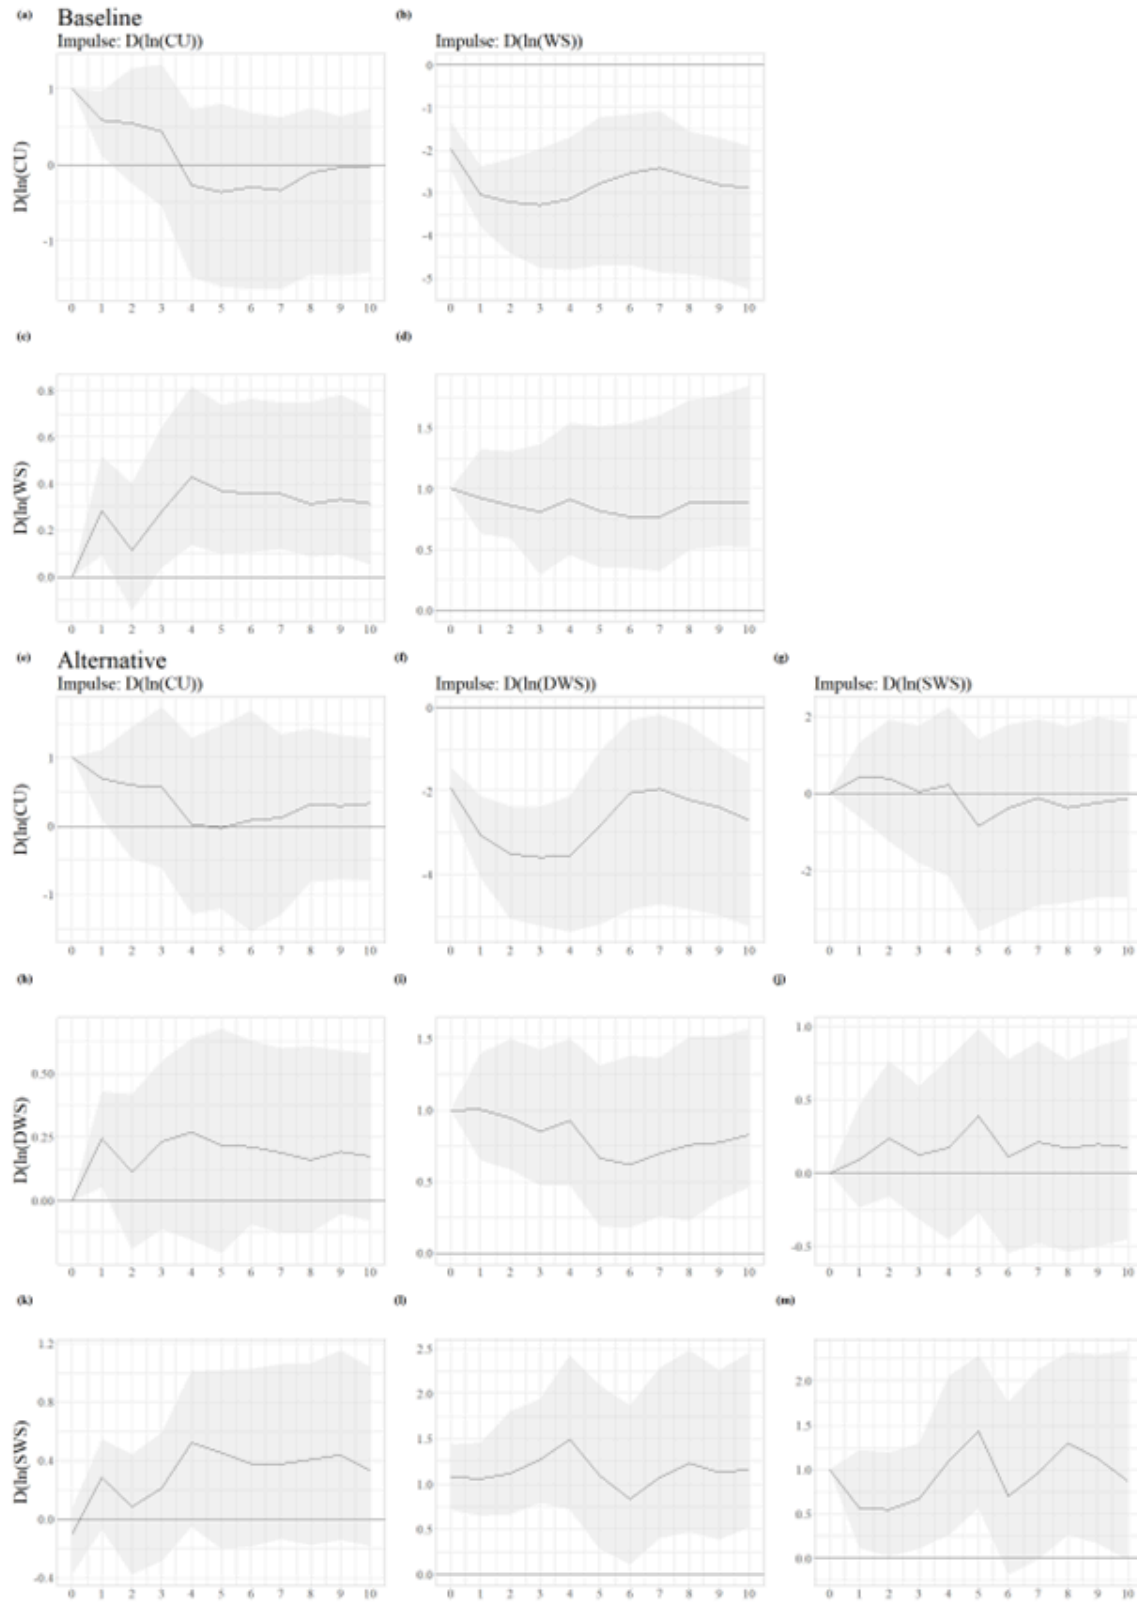 (a) Baseline (b)
Impulse: D(ln(CU)) Impulse: D(ln(WS))
D(ln(CU))
1
0
-1
0 1 2 3 4 5 6 7 8 9 10
0
-1
-2
-3
-4
-5
0 1 2 3 4 5 6 7 8 9 10
(c) (d)
D(ln(WS))
0.8
0.6
0.4
0.2
0.0
0 1 2 3 4 5 6 7 8 9 10
1.5
1.0
0.5
0.0
0 1 2 3 4 5 6 7 8 9 10
(e) Alternative (f) (g)
Impulse: D(ln(CU)) Impulse: D(ln(DWS)) Impulse: D(ln(SWS))
D(ln(CU))
1
0
-1
0 1 2 3 4 5 6 7 8 9 10
0
-2
-4
0 1 2 3 4 5 6 7 8 9 10
2
0
-2
0 1 2 3 4 5 6 7 8 9 10
(h) (i) (j)
D(ln(DWS))
0.50
0.25
0.00
0 1 2 3 4 5 6 7 8 9 10
1.5
1.0
0.5
0.0
0 1 2 3 4 5 6 7 8 9 10
1.0
0.5
0.0
-0.5
0 1 2 3 4 5 6 7 8 9 10
(k) (l) (m)
D(ln(SWS))
1.2
0.8
0.4
0.0
-0.4
0 1 2 3 4 5 6 7 8 9 10
2.5
2.0
1.5
1.0
0.5
0.0
0 1 2 3 4 5 6 7 8 9 10
2.0
1.5
1.0
0.5
0.0
0 1 2 3 4 5 6 7 8 9 10